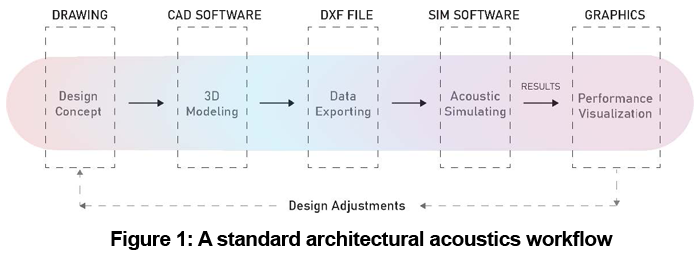 DRAWING
CAD SOFTWARE
DXF FILE
SIM SOFTWARE
GRAPHICS
Design
Concept
3D
Modeling
Data
Exporting
Acoustic
Simulating
RESULTS
Performance
Visualization
Design Adjustments
Figure 1: A standard architectural acoustics workflow